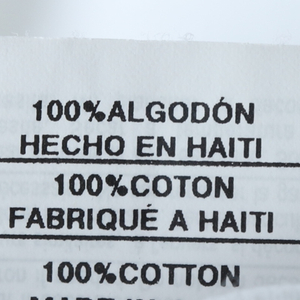 100%ALGODÓN
HECHO EN HAITI
100%COTON
FABRIQUÉ A HAITI
100%COTTON